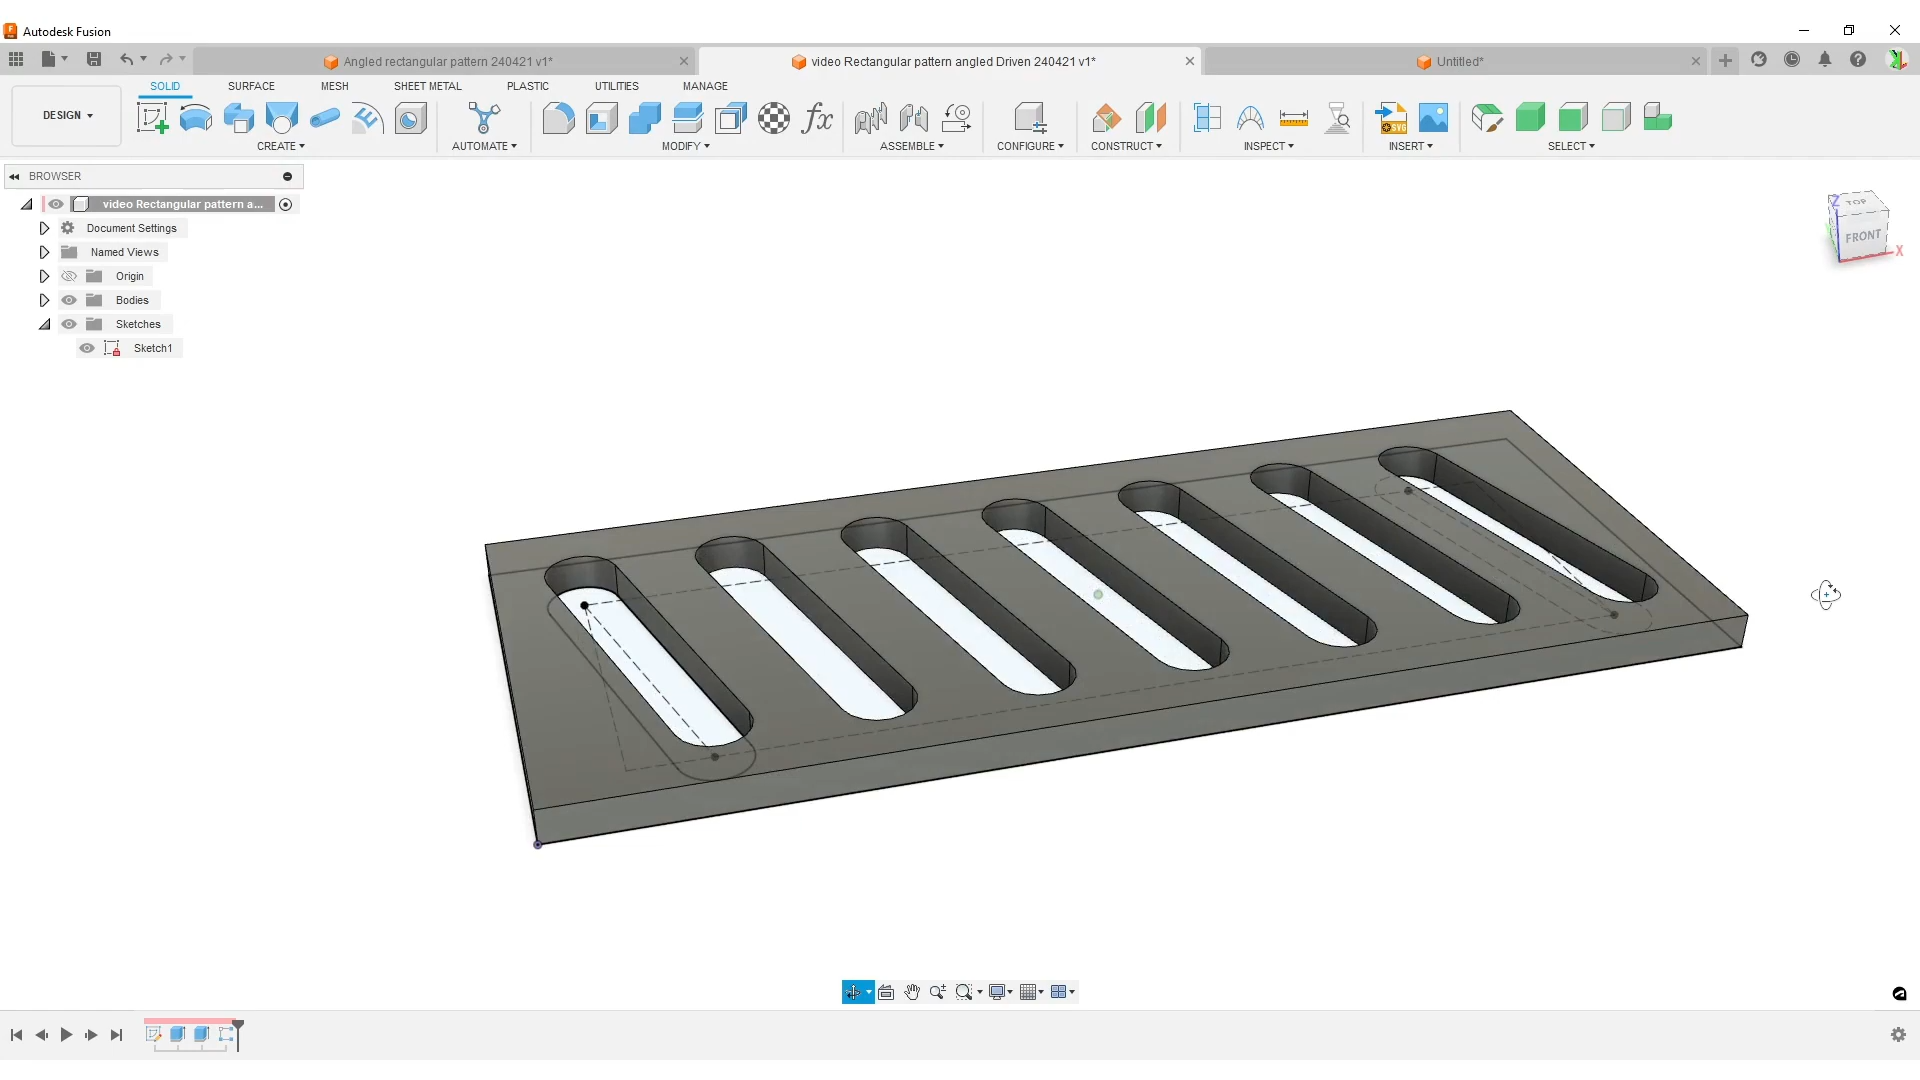 Autodesk Fusion
Angled rectangular pattern 240421 v1*
video Rectangular pattern angled Driven 240421 v1*
Untitled*
SOLID SURFACE MESH SHEET METAL PLASTIC UTILITIES MANAGE
DESIGN
fx
SVG
CREATE AUTOMATE MODIFY ASSEMBLE CONFIGURE CONSTRUCT INSPECT INSERT SELECT
BROWSER
video Rectangular pattern a...
Document Settings
Named Views
Origin
Bodies
Sketches
Sketch1
Z
TOP
FRONT
X